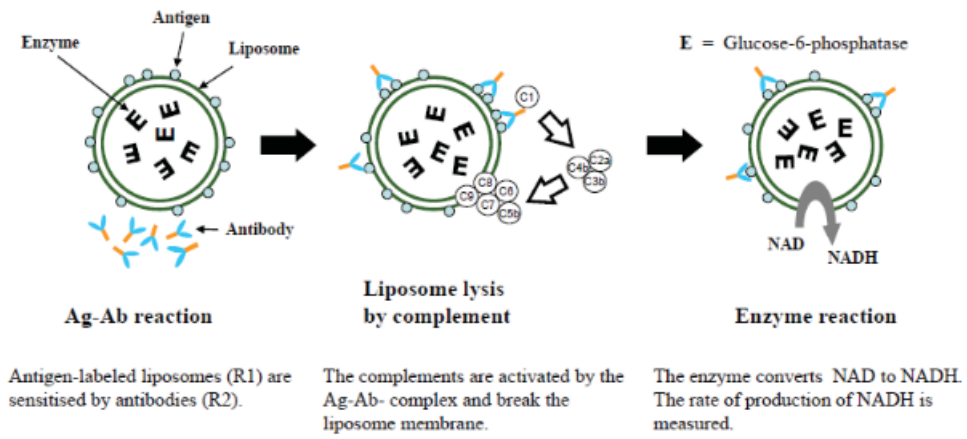 Antigen
Enzyme
Liposome
E = Glucose-6-phosphatase
E
E
E
E
E
E
C1
E
E
E
E
E
E
C4b
C2a
C3b
C8
C9
C6
C7
C5b
E
E
E
E
E
E
Antibody
NAD
NADH
Ag-Ab reaction
Liposome lysis
by complement
Enzyme reaction
Antigen-labeled liposomes (R1) are
sensitised by antibodies (R2).
The complements are activated by the
Ag-Ab- complex and break the
liposome membrane.
The enzyme converts NAD to NADH.
The rate of production of NADH is
measured.